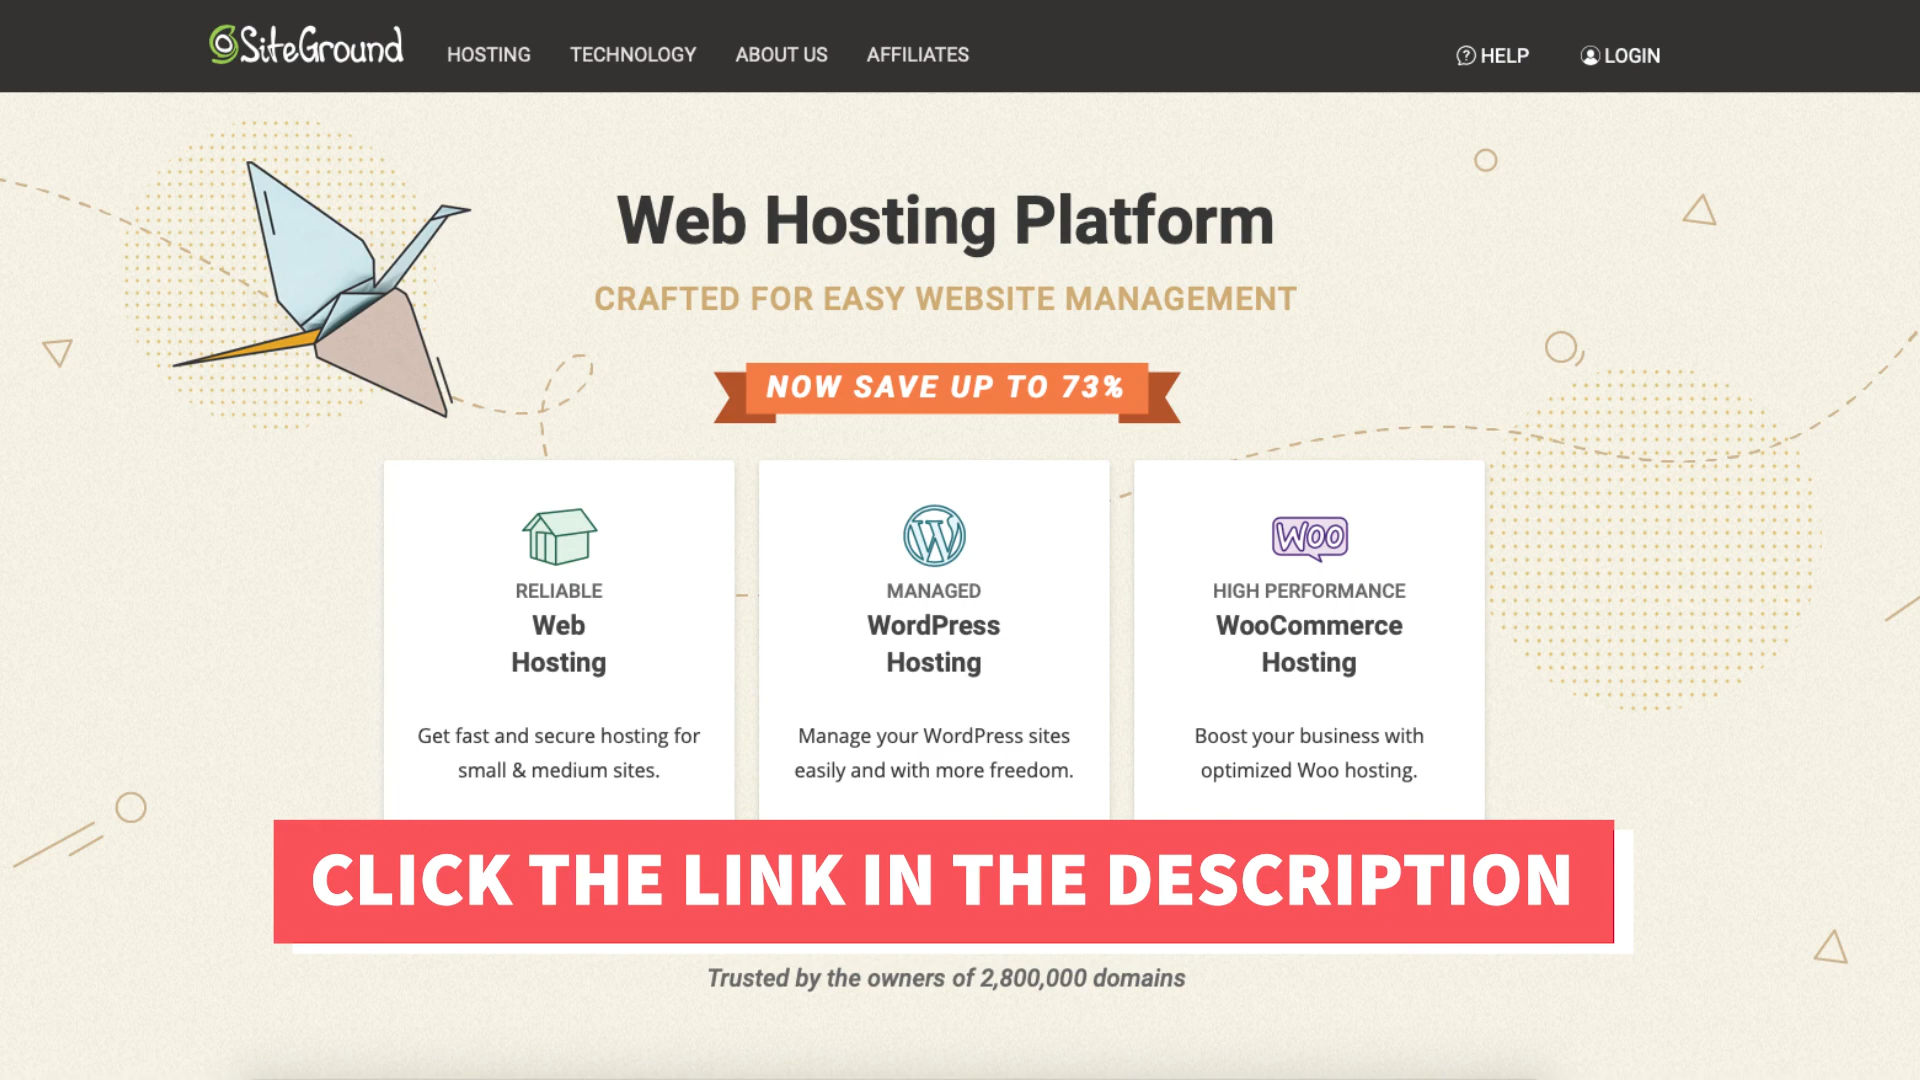 SiteGround HOSTING TECHNOLOGY ABOUT US AFFILIATES HELP LOGIN
Web Hosting Platform
CRAFTED FOR EASY WEBSITE MANAGEMENT
NOW SAVE UP TO 73%
RELIABLE
Web
Hosting
Get fast and secure hosting for
small & medium sites.
MANAGED
WordPress
Hosting
Manage your WordPress sites
easily and with more freedom.
WOO
HIGH PERFORMANCE
WooCommerce
Hosting
Boost your business with
optimized Woo hosting.
CLICK THE LINK IN THE DESCRIPTION
Trusted by the owners of 2,800,000 domains